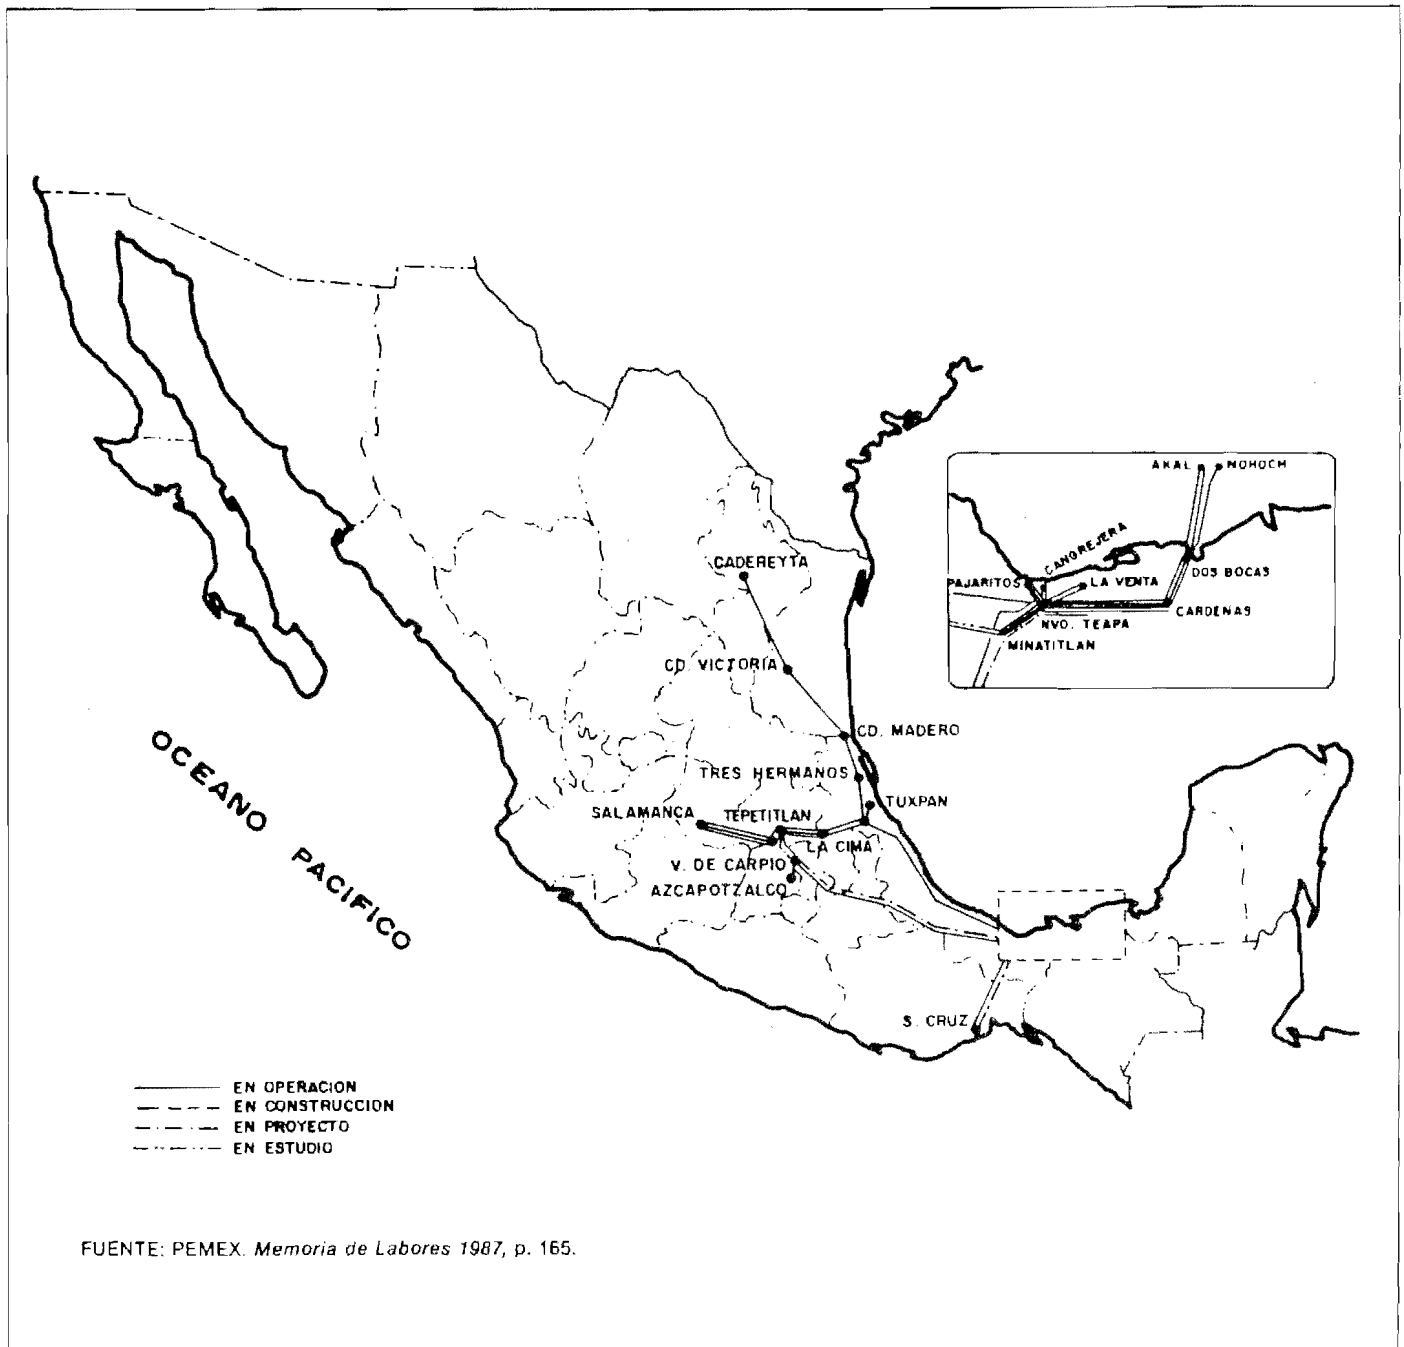 AKAL
NOHOCH
CANGREJERA
PAJARITOS
LA VENTA
DOS BOCAS
CARDENAS
NVO. TEAPA
MINATITLAN
CADEREYTA
CD. VICTORIA
CD. MADERO
TRES HERMANOS
TUXPAN
SALAMANCA
TEPETITLAN
LA CIMA
V. DE CARPIO
AZCAPOTZALCO
S. CRUZ
OCEANO PACIFICO
EN OPERACION
EN CONSTRUCCION
EN PROYECTO
EN ESTUDIO
FUENTE: PEMEX. Memoria de Labores 1987, p. 165.